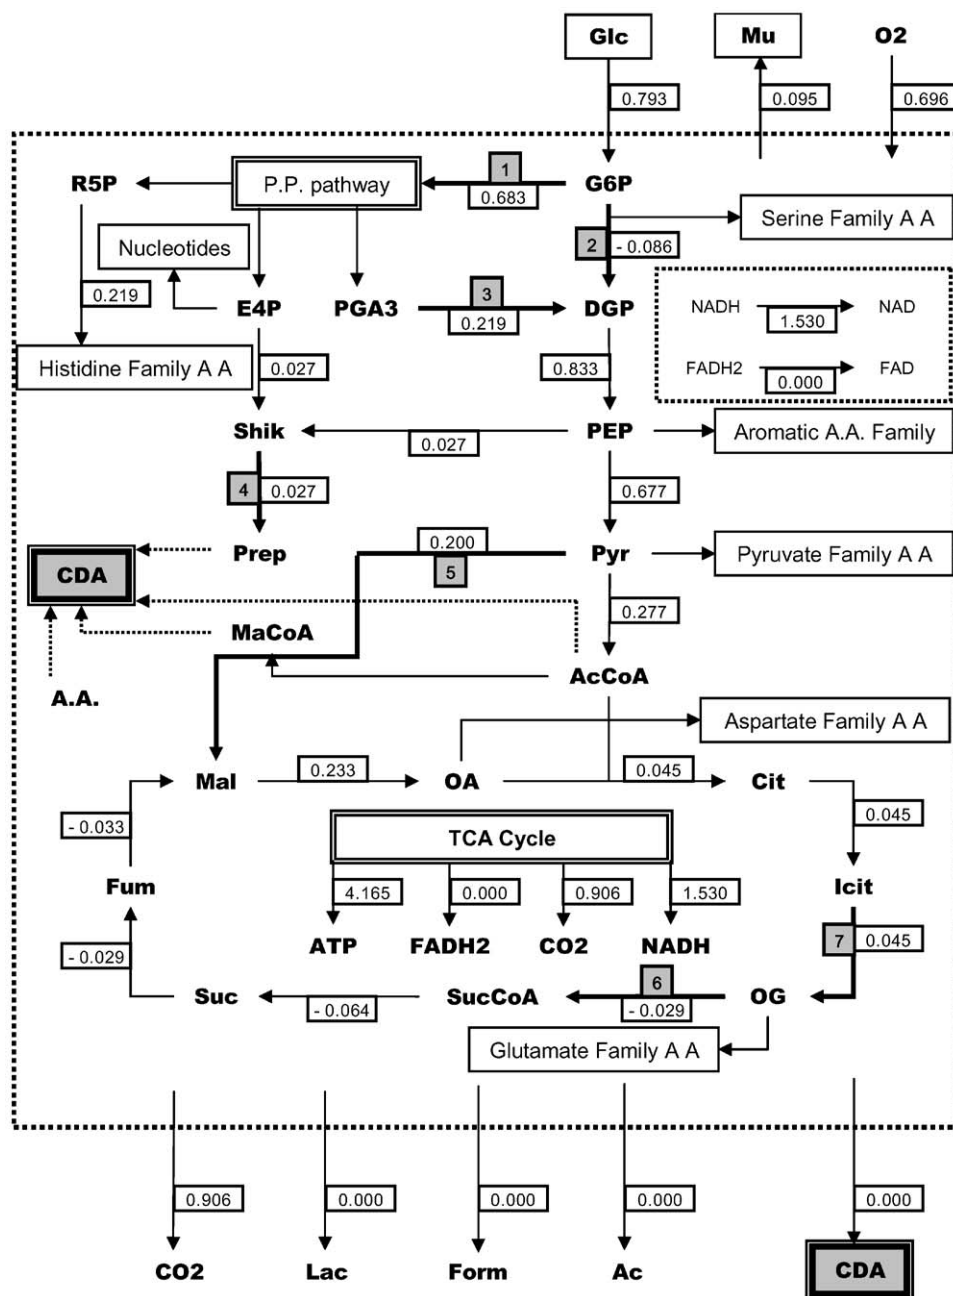 Glc
Mu
O2
0.793
0.095
0.696
R5P
P.P. pathway
1
0.683
G6P
Serine Family A A
Nucleotides
2
- 0.086
0.219
E4P
PGA3
3
0.219
DGP
NADH
1.530
NAD
FADH2
0.000
FAD
Histidine Family A A
0.027
0.833
Shik
0.027
PEP
Aromatic A.A. Family
4
0.027
0.677
CDA
Prep
0.200
5
Pyr
Pyruvate Family A A
0.277
MaCoA
AcCoA
A.A.
Aspartate Family A A
Mal
0.233
OA
0.045
Cit
- 0.033
0.045
TCA Cycle
4.165
0.000
0.906
1.530
Fum
Icit
ATP
FADH2
CO2
NADH
7
0.045
- 0.029
Suc
- 0.064
SucCoA
6
- 0.029
OG
Glutamate Family A A
0.906
0.000
0.000
0.000
0.000
CO2
Lac
Form
Ac
CDA